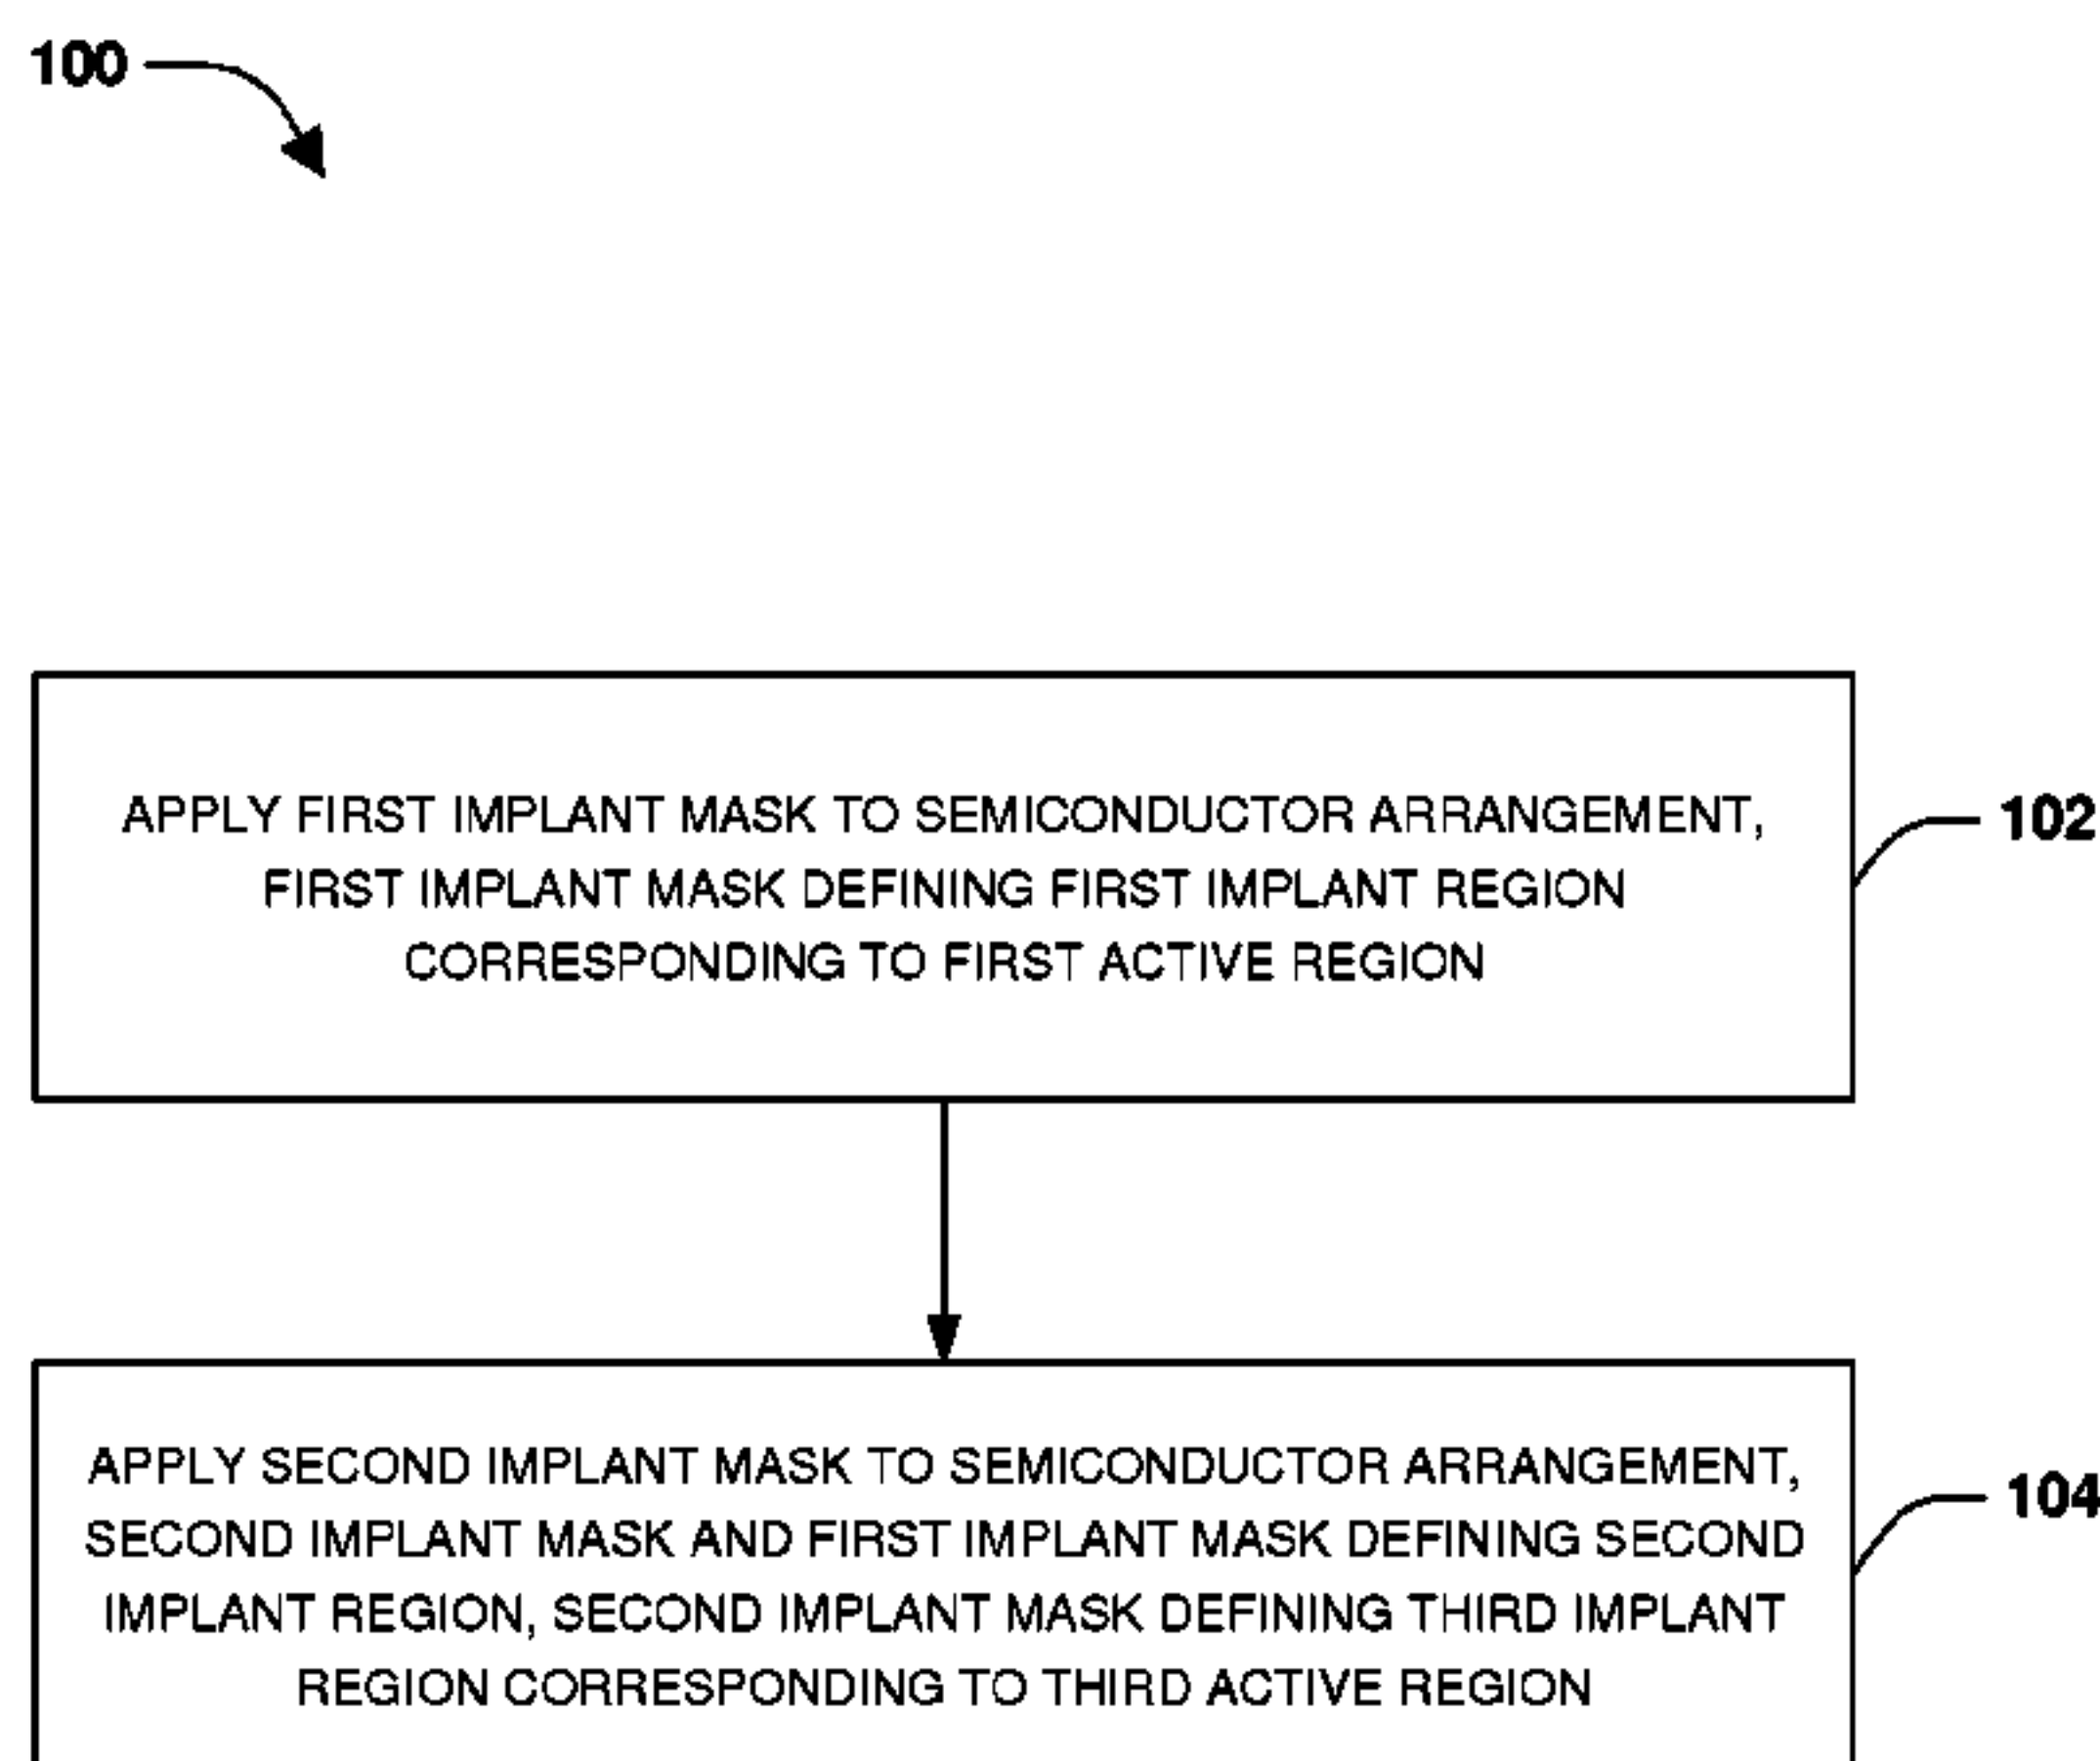 100
APPLY FIRST IMPLANT MASK TO SEMICONDUCTOR ARRANGEMENT,
FIRST IMPLANT MASK DEFINING FIRST IMPLANT REGION
CORRESPONDING TO FIRST ACTIVE REGION
102
APPLY SECOND IMPLANT MASK TO SEMICONDUCTOR ARRANGEMENT,
SECOND IMPLANT MASK AND FIRST IMPLANT MASK DEFINING SECOND
IMPLANT REGION, SECOND IMPLANT MASK DEFINING THIRD IMPLANT
REGION CORRESPONDING TO THIRD ACTIVE REGION
104